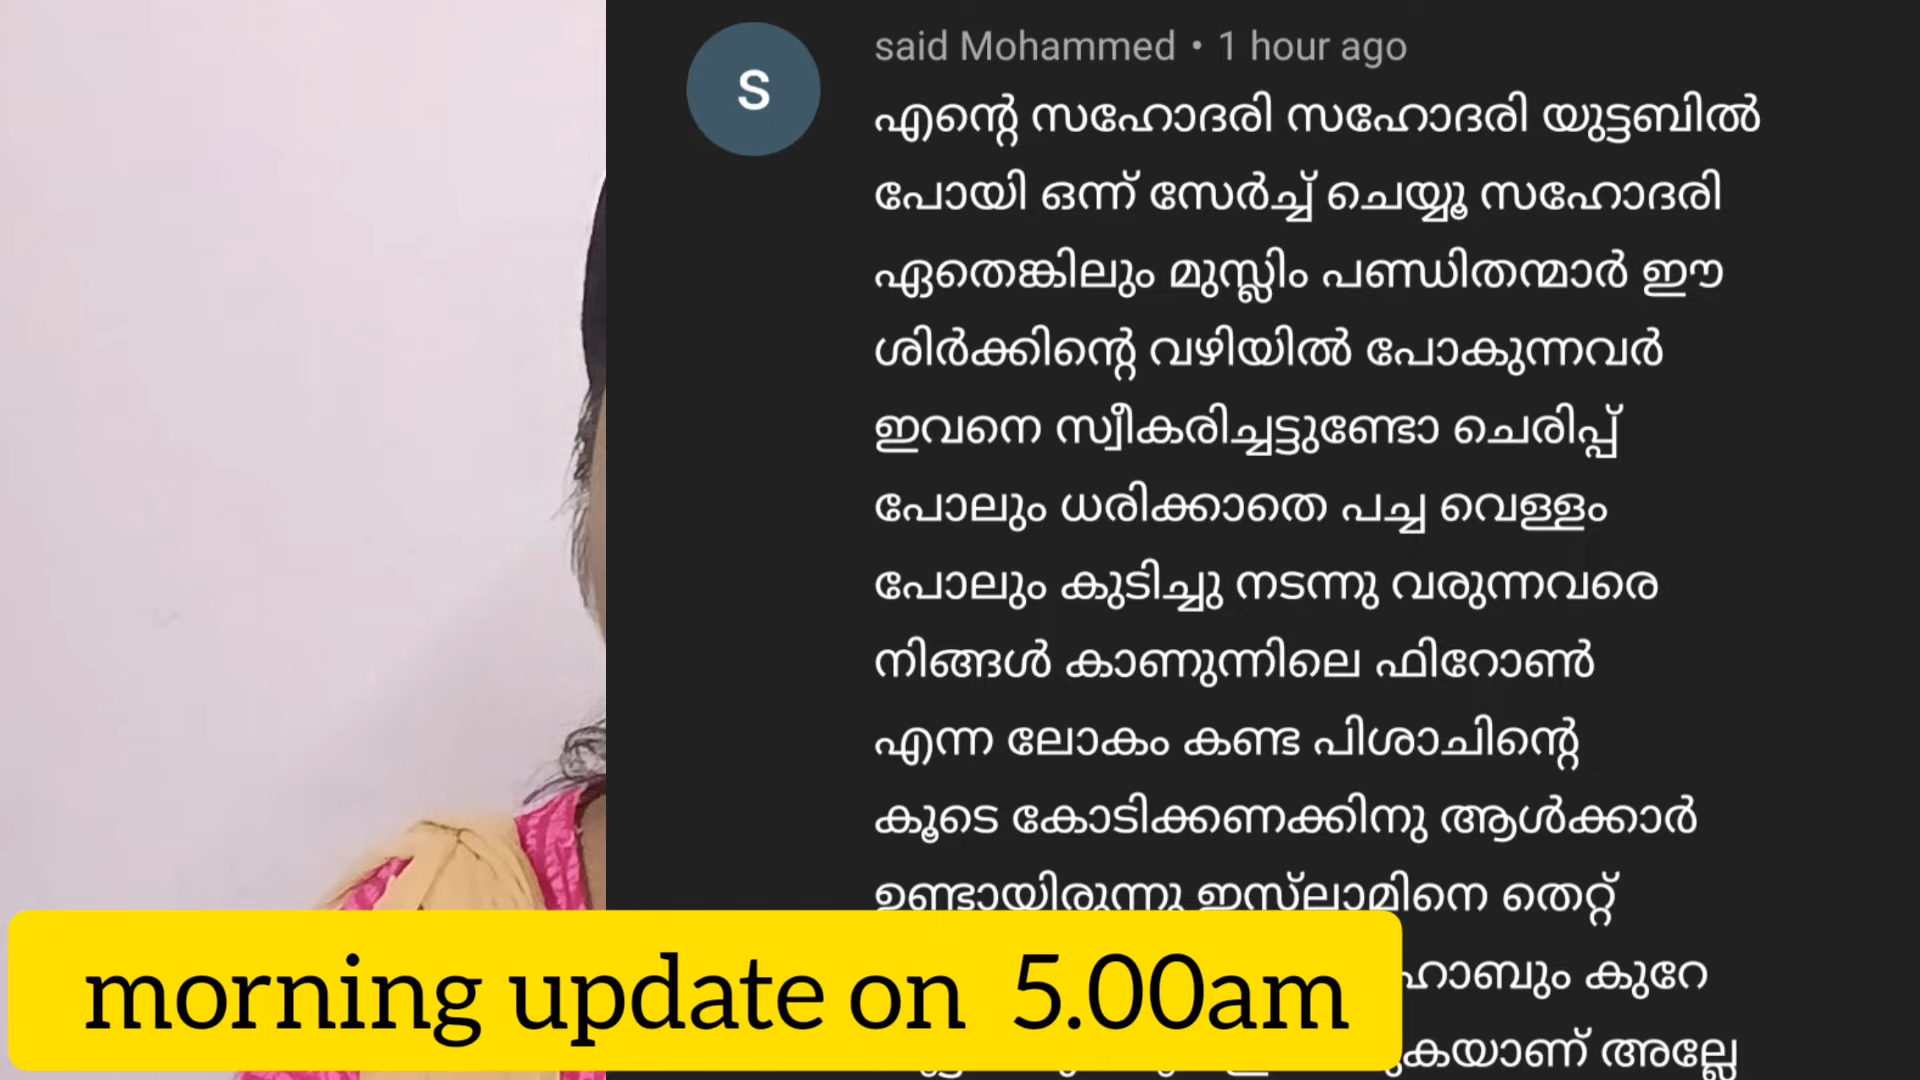 S
said Mohammed • 1 hour ago
എന്റെ സഹോദരി സഹോദരി യുട്ടബിൽ
പോയി ഒന്ന് സേർച്ച് ചെയ്യൂ സഹോദരി
ഏതെങ്കിലും മുസ്ലിം പണ്ഡിതന്മാർ ഈ
ശിർക്കിന്റെ വഴിയിൽ പോകുന്നവർ
ഇവനെ സ്വീകരിച്ചട്ടുണ്ടോ ചെരിപ്പ്
പോലും ധരിക്കാതെ പച്ച വെള്ളം
പോലും കുടിച്ചു നടന്നു വരുന്നവരെ
നിങ്ങൾ കാണുന്നിലെ ഫിറോൺ
എന്ന ലോകം കണ്ട പിശാചിന്റെ
കൂടെ കോടിക്കണക്കിനു ആൾക്കാർ
ഉണ്ടായിരുന്നു ഇസ്‌ലാമിനെ തെറ്റ്
കുറേ
അല്ലേ
morning update on 5.00am